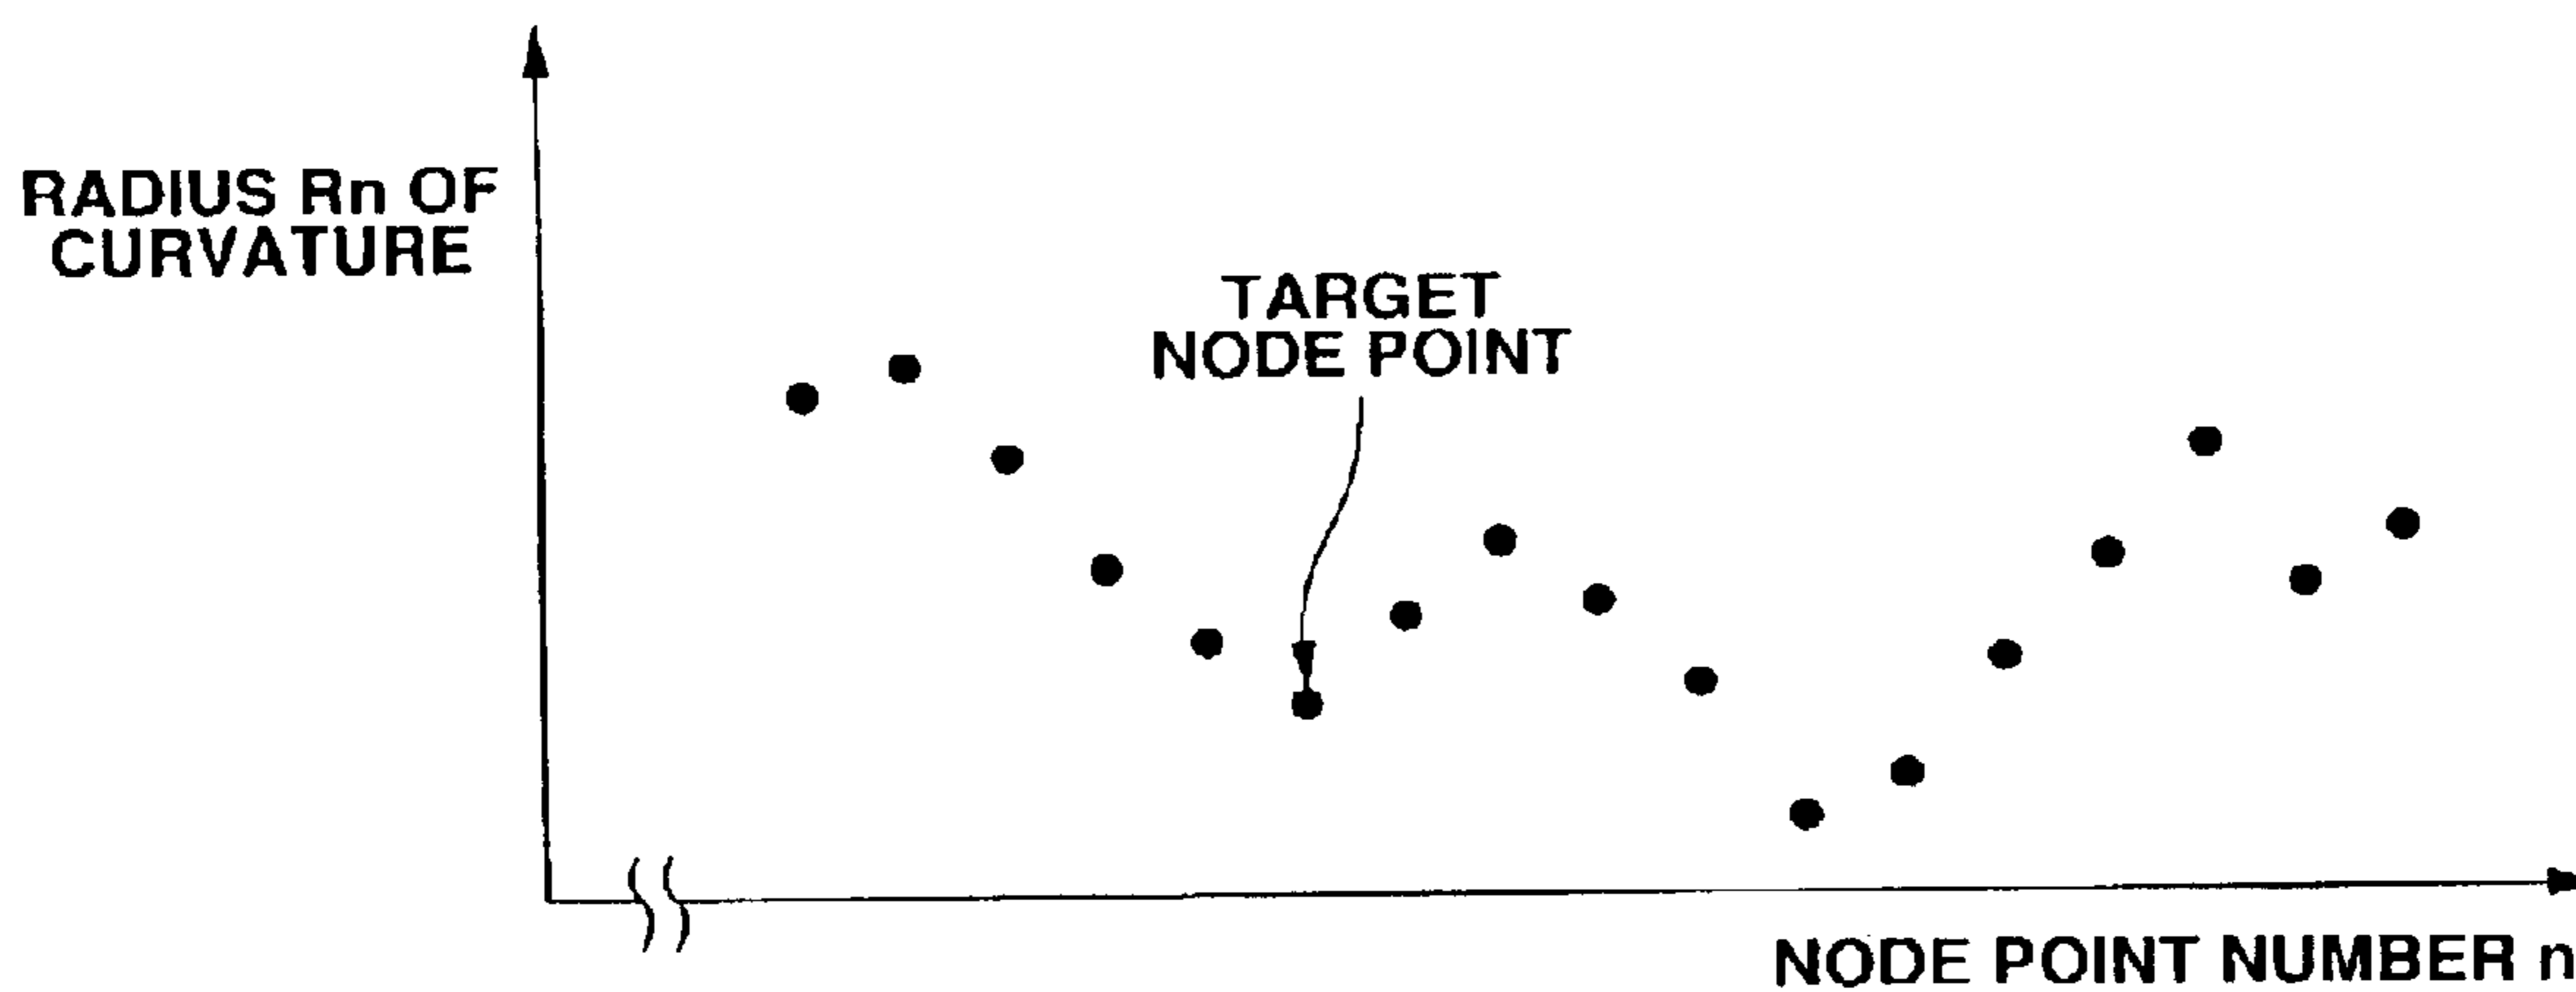 RADIUS Rn OF
CURVATURE
TARGET
NODE POINT
NODE POINT NUMBER n